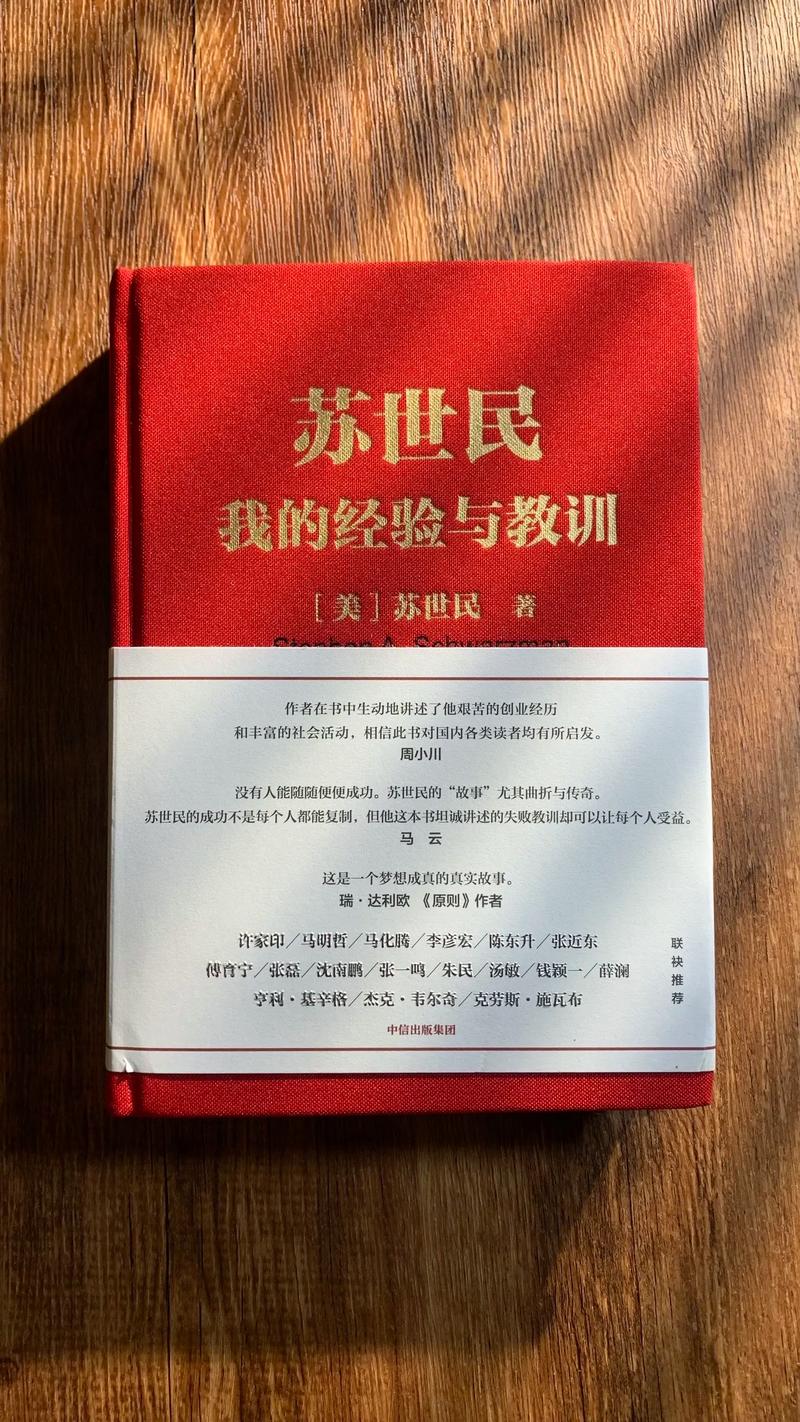 苏世民
我的经验与教训
［美］苏世民 著
Stephen A. Schwarzman
作者在书中生动地讲述了他艰苦的创业经历
和丰富的社会活动，相信此书对国内各类读者均有所启发。
周小川
没有人能随随便便成功。苏世民的“故事”尤其曲折与传奇。
苏世民的成功不是每个人都能复制，但他这本书坦诚讲述的失败教训却可以让每个人受益。
马 云
这是一个梦想成真的真实故事。
瑞·达利欧 《原则》作者
许家印／马明哲／马化腾／李彦宏／陈东升／张近东
傅育宁／张磊／沈南鹏／张一鸣／朱民／汤敏／钱颖一／薛澜
亨利·基辛格／杰克·韦尔奇／克劳斯·施瓦布
联袂推荐
中信出版集团